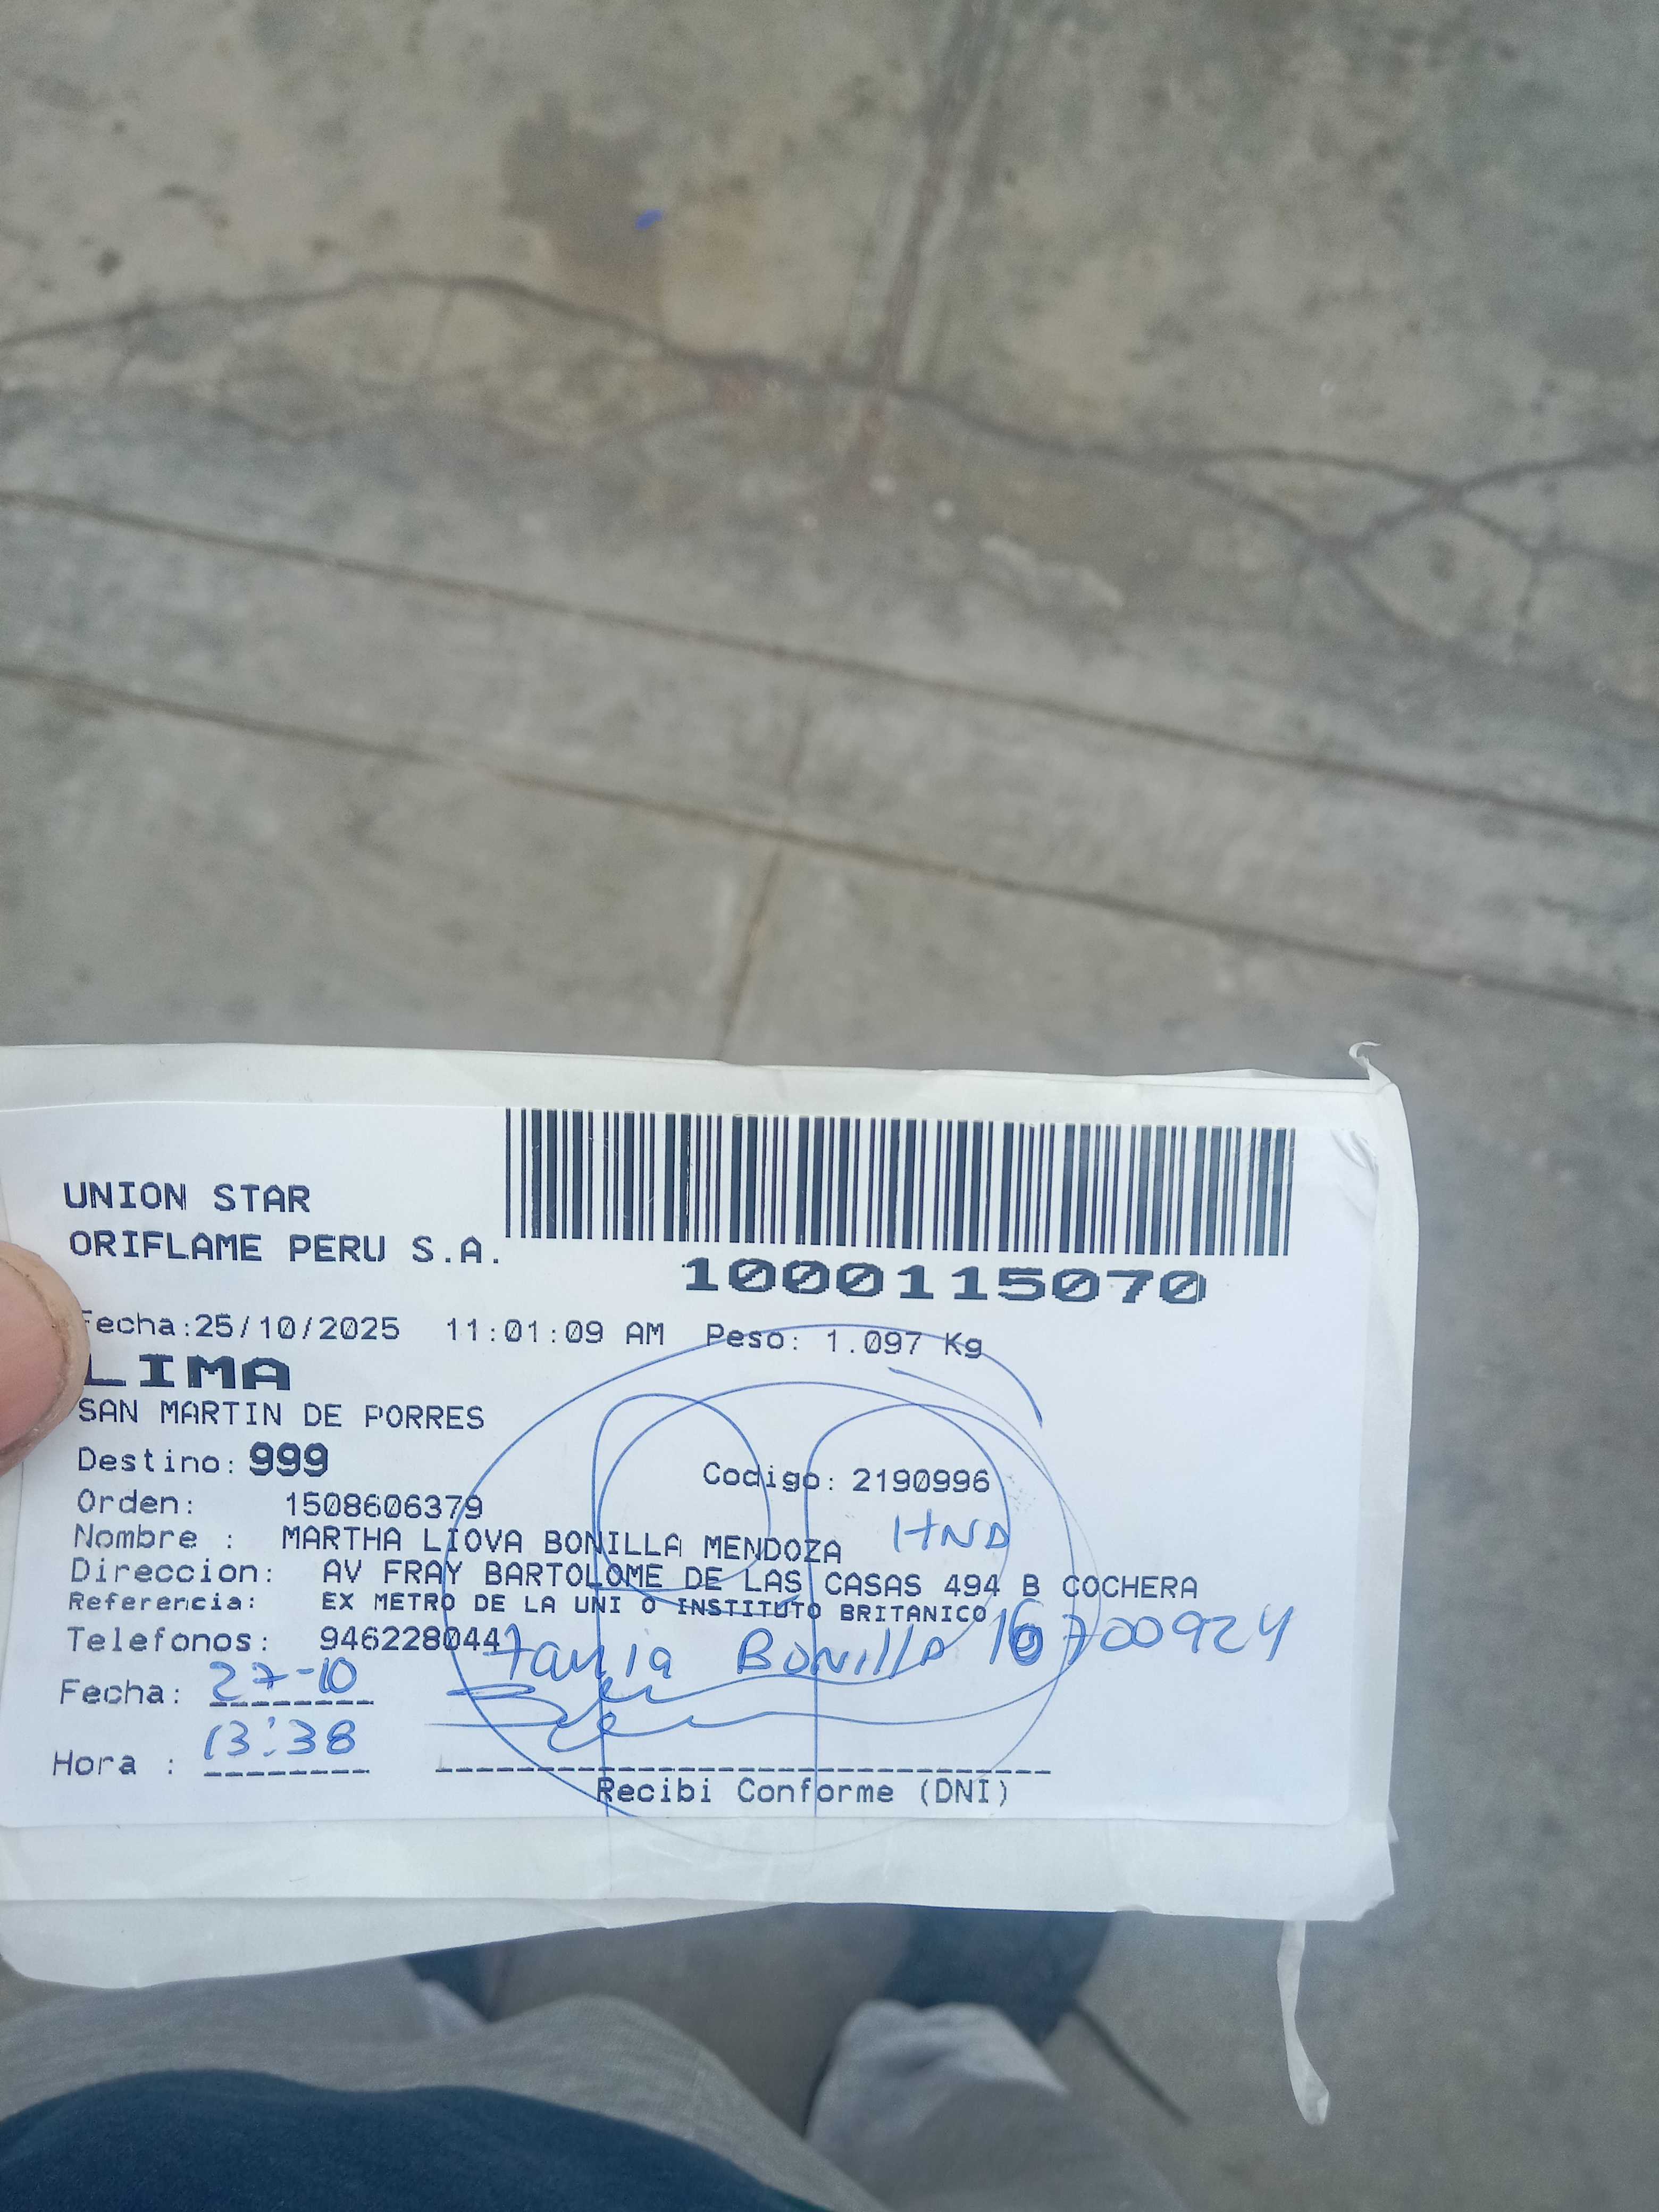 UNION STAR
ORIFLAME PERU S.A.
1000115070
Fecha:25/10/2025 11:01:09 AM Peso: 1.097 Kg
LIMA
SAN MARTIN DE PORRES
Destino: 999
Codigo: 2190996
Orden: 1508606379
Nombre : MARTHA LIOVA BONILLA MENDOZA HNA
Direccion: AV FRAY BARTOLOME DE LAS CASAS 494 B COCHERA
Referencia: EX METRO DE LA UNI O INSTITUTO BRITANICO
Telefonos: 946228044
Tania Bonilla 16700924
Fecha: 27-10
Hora : 13:38
Recibi Conforme (DNI)